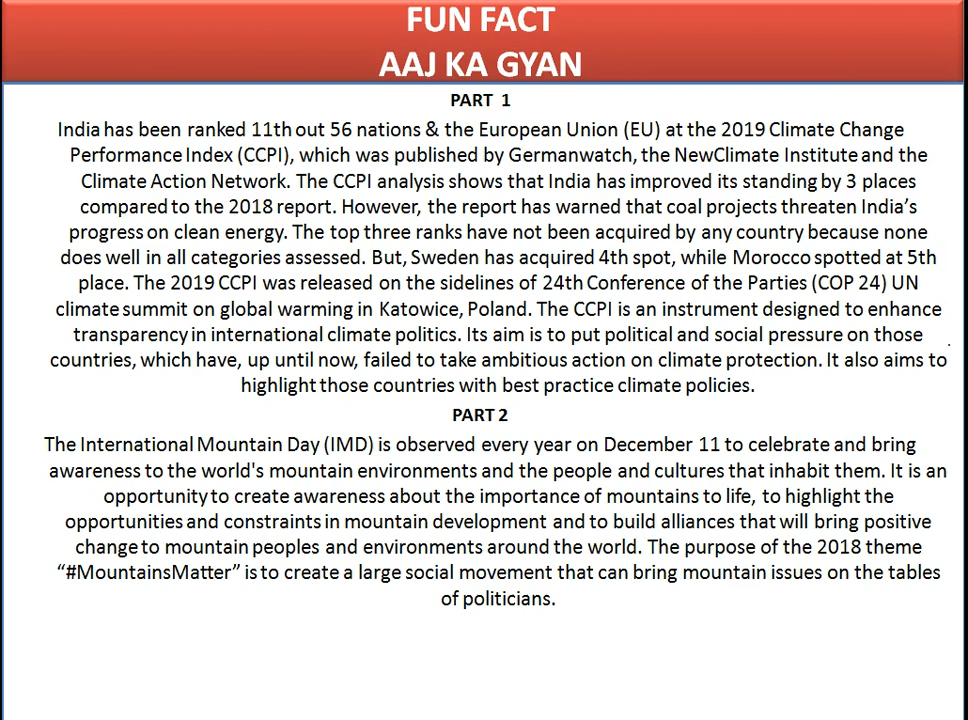 FUN FACT
AAJ KA GYAN
PART 1
India has been ranked 11th out 56 nations & the European Union (EU) at the 2019 Climate Change
Performance Index (CCPI), which was published by Germanwatch, the NewClimate Institute and the
Climate Action Network. The CCPI analysis shows that India has improved its standing by 3 places
compared to the 2018 report. However, the report has warned that coal projects threaten India’s
progress on clean energy. The top three ranks have not been acquired by any country because none
does well in all categories assessed. But, Sweden has acquired 4th spot, while Morocco spotted at 5th
place. The 2019 CCPI was released on the sidelines of 24th Conference of the Parties (COP 24) UN
climate summit on global warming in Katowice, Poland. The CCPI is an instrument designed to enhance
transparency in international climate politics. Its aim is to put political and social pressure on those
countries, which have, up until now, failed to take ambitious action on climate protection. It also aims to
highlight those countries with best practice climate policies.
PART 2
The International Mountain Day (IMD) is observed every year on December 11 to celebrate and bring
awareness to the world's mountain environments and the people and cultures that inhabit them. It is an
opportunity to create awareness about the importance of mountains to life, to highlight the
opportunities and constraints in mountain development and to build alliances that will bring positive
change to mountain peoples and environments around the world. The purpose of the 2018 theme
“#MountainsMatter” is to create a large social movement that can bring mountain issues on the tables
of politicians.